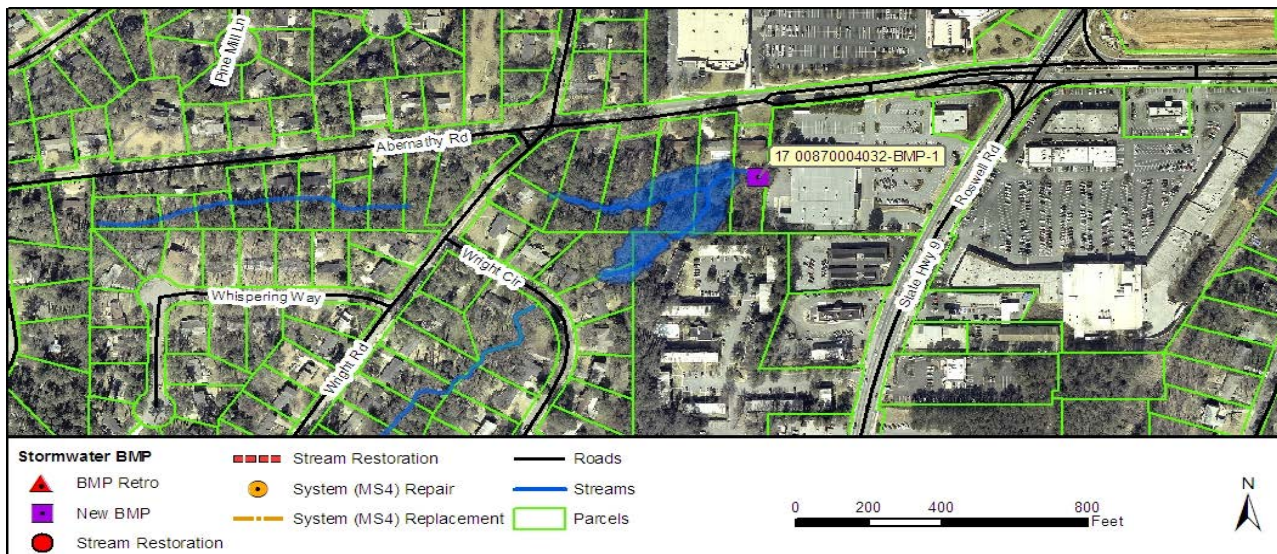 Pine Mill Ln
Abernathy Rd
17 00870004032-BMP-1
Roswell Rd
State Hwy 9
Wright Cir
Whispering Way
Wright Rd
Stormwater BMP
BMP Retro
New BMP
Stream Restoration
Stream Restoration
System (MS4) Repair
System (MS4) Replacement
Roads
Streams
Parcels
0 200 400 800
Feet
N